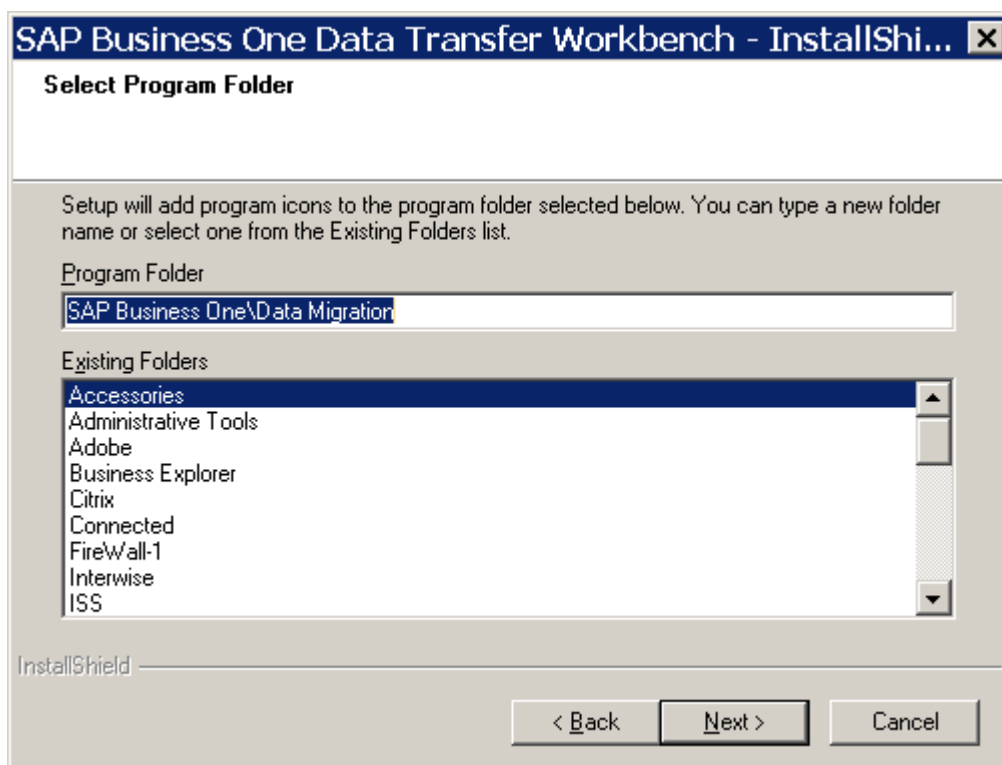 SAP Business One Data Transfer Workbench - InstallShi...
Select Program Folder
Setup will add program icons to the program folder selected below. You can type a new folder
name or select one from the Existing Folders list.
Program Folder
SAP Business One\Data Migration
Existing Folders
Accessories
Administrative Tools
Adobe
Business Explorer
Citrix
Connected
FireWall-1
Interwise
ISS
InstallShield
< Back Next > Cancel